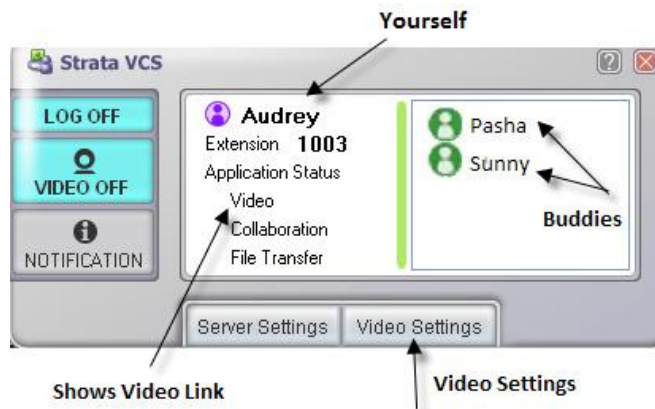 Yourself
Strata VCS
?
LOG OFF
VIDEO OFF
NOTIFICATION
Audrey
Extension 1003
Application Status
Video
Collaboration
File Transfer
Pasha
Sunny
Buddies
Server Settings
Video Settings
Shows Video Link
Video Settings